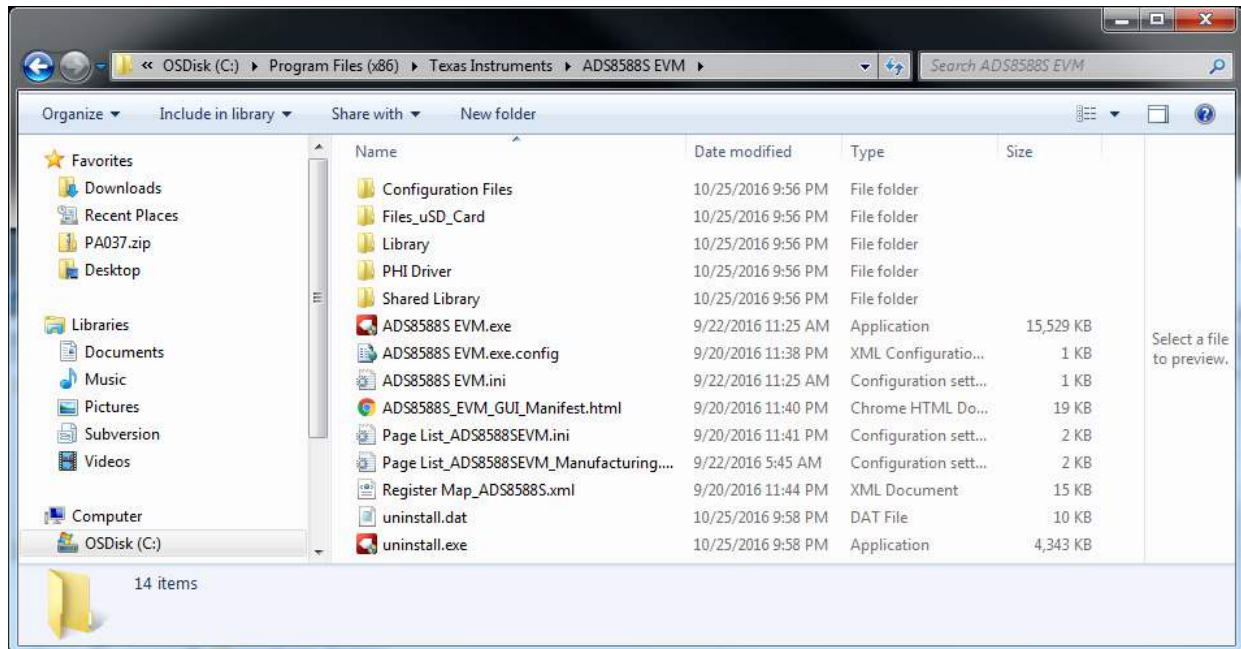 « OSDisk (C:) ▸ Program Files (x86) ▸ Texas Instruments ▸ ADS8588S EVM ▸ Search ADS8588S EVM
Organize ▾ Include in library ▾ Share with ▾ New folder
Name Date modified Type Size
Favorites
Downloads
Recent Places
PA037.zip
Desktop
Libraries
Documents
Music
Pictures
Subversion
Videos
Computer
OSDisk (C:)
Configuration Files 10/25/2016 9:56 PM File folder
Files_uSD_Card 10/25/2016 9:56 PM File folder
Library 10/25/2016 9:56 PM File folder
PHI Driver 10/25/2016 9:56 PM File folder
Shared Library 10/25/2016 9:56 PM File folder
ADS8588S EVM.exe 9/22/2016 11:25 AM Application 15,529 KB
ADS8588S EVM.exe.config 9/20/2016 11:38 PM XML Configuratio... 1 KB
ADS8588S EVM.ini 9/22/2016 11:25 AM Configuration sett... 1 KB
ADS8588S_EVM_GUI_Manifest.html 9/20/2016 11:40 PM Chrome HTML Do... 19 KB
Page List_ADS8588SEVM.ini 9/20/2016 11:41 PM Configuration sett... 2 KB
Page List_ADS8588SEVM_Manufacturing.... 9/22/2016 5:45 AM Configuration sett... 2 KB
Register Map_ADS8588S.xml 9/20/2016 11:44 PM XML Document 15 KB
uninstall.dat 10/25/2016 9:58 PM DAT File 10 KB
uninstall.exe 10/25/2016 9:58 PM Application 4,343 KB
Select a file
to preview.
14 items